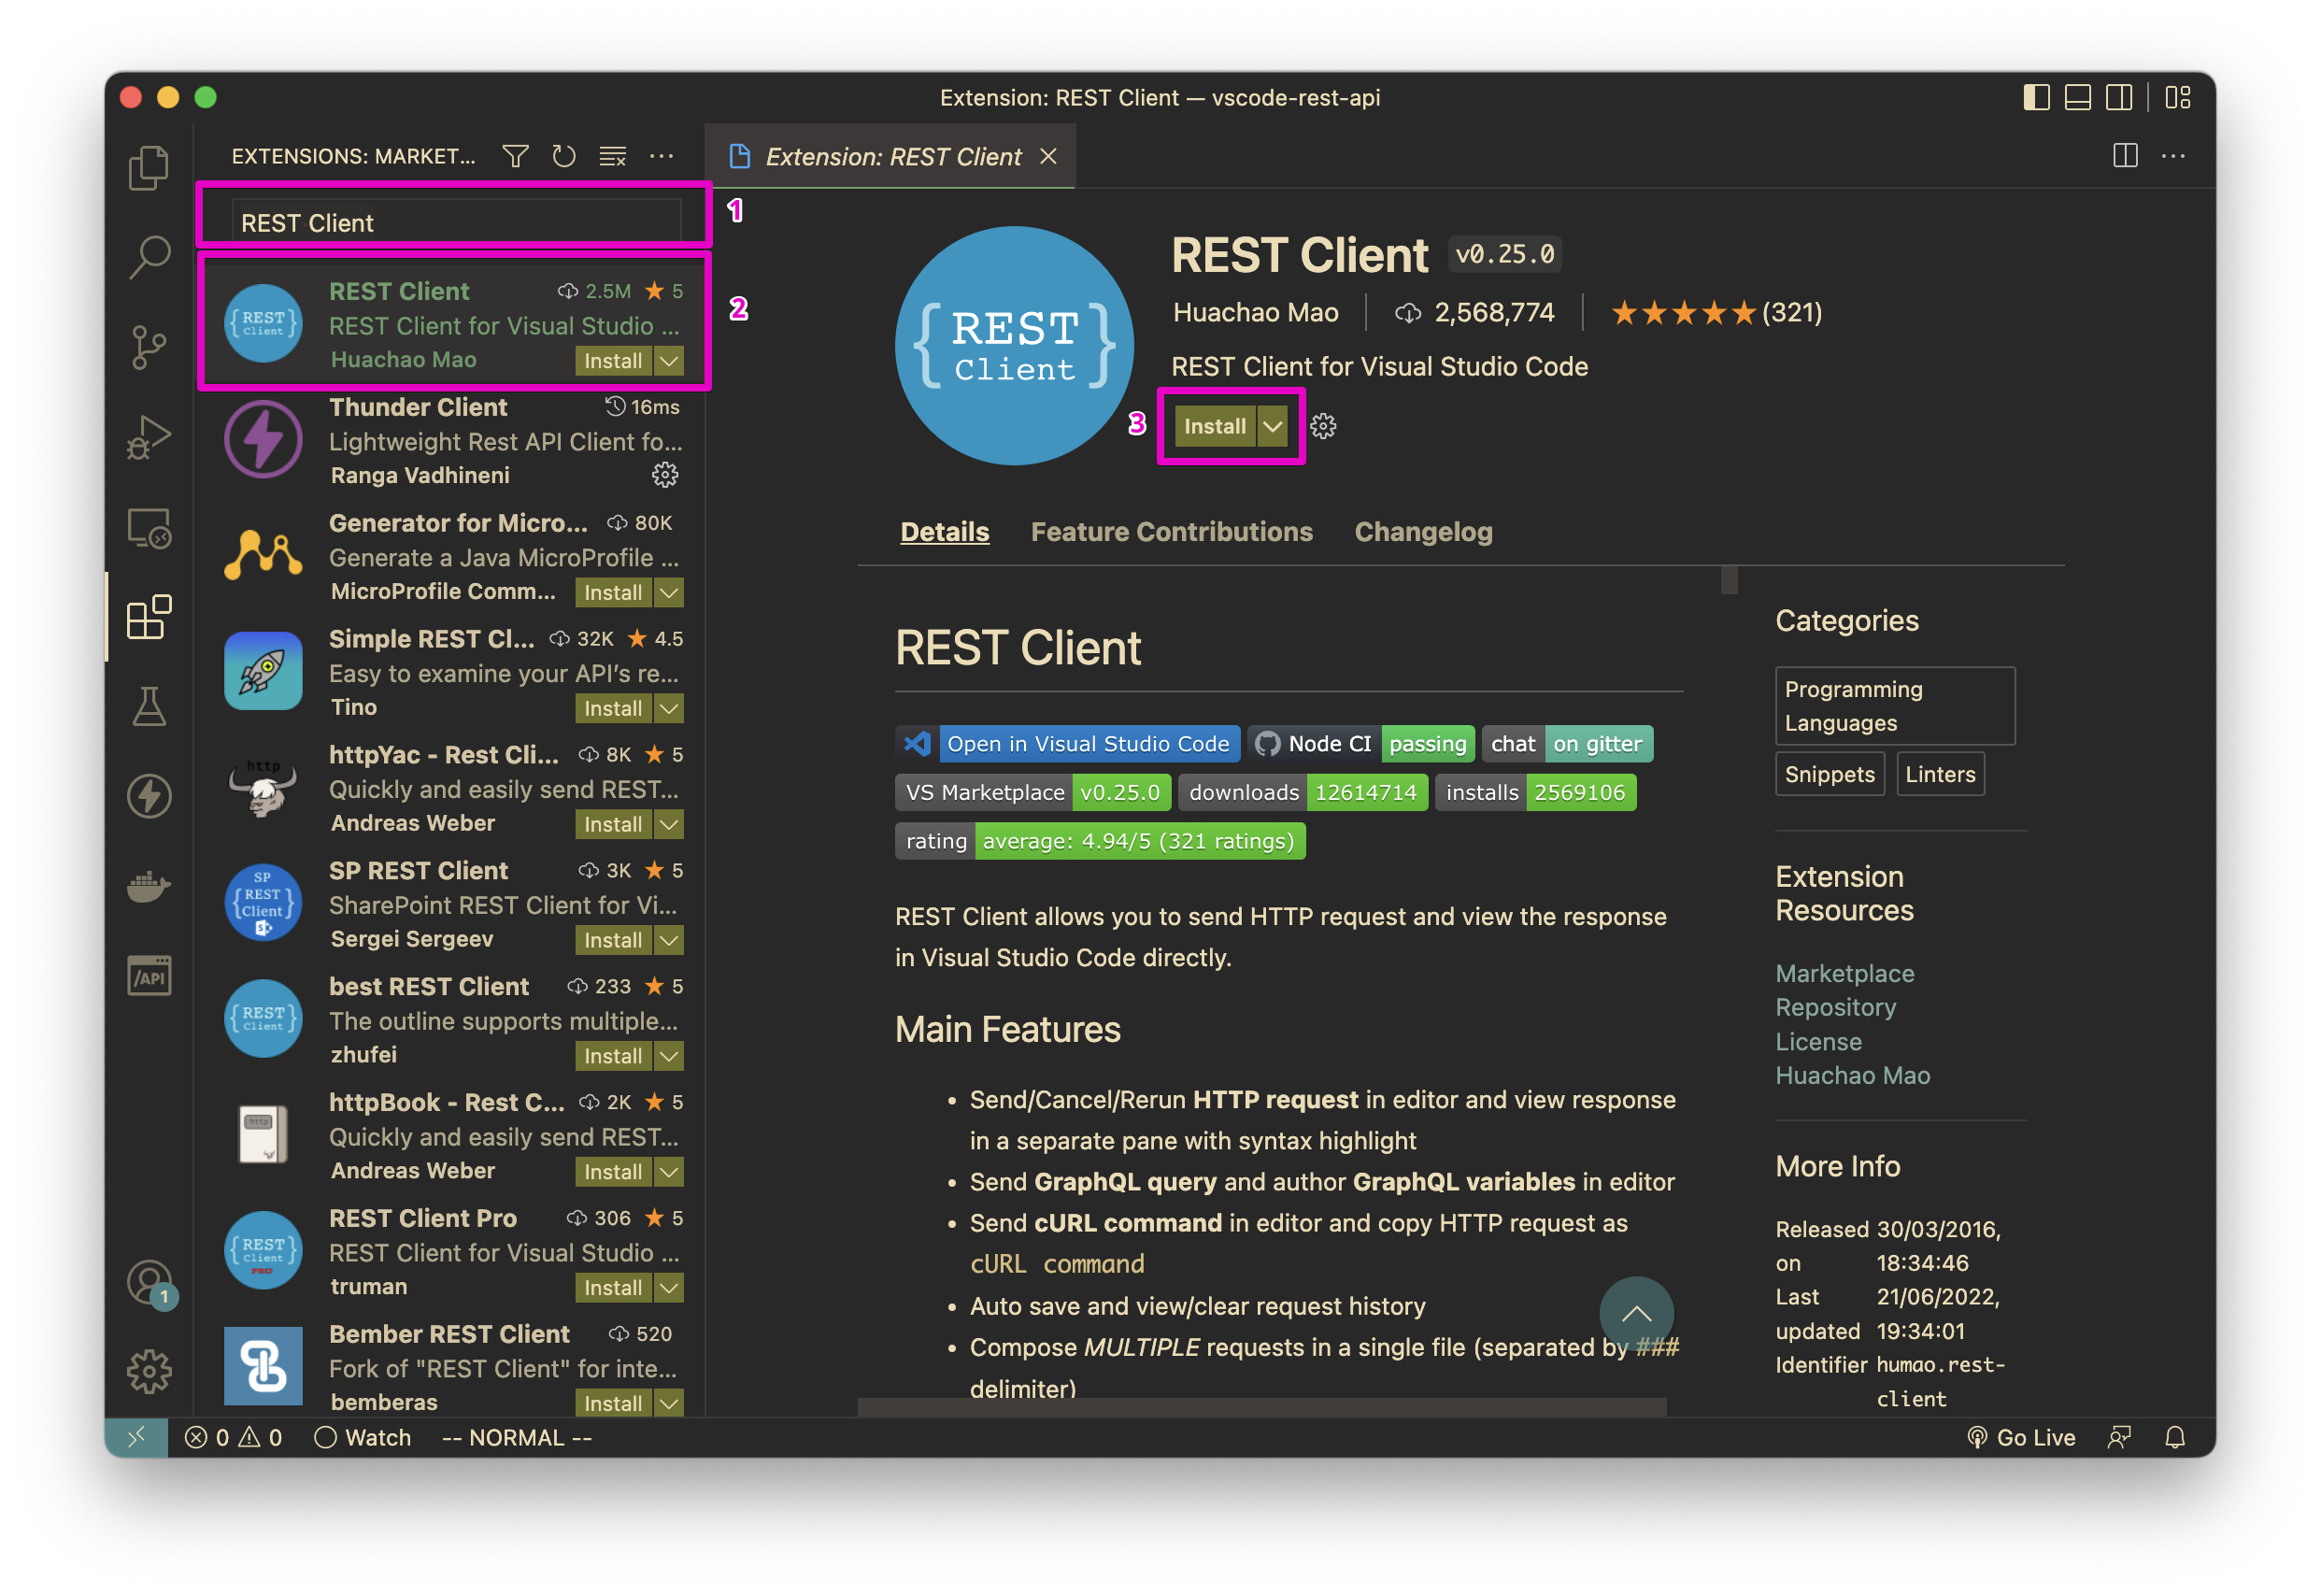 Extension: REST Client — vscode-rest-api
EXTENSIONS: MARKET...
Extension: REST Client
REST Client
1
REST Client 2.5M 5
REST Client for Visual Studio ...
Huachao Mao Install
2
{REST Client}
Thunder Client 16ms
Lightweight Rest API Client fo...
Ranga Vadhineni
Generator for Micro... 80K
Generate a Java MicroProfile ...
MicroProfile Comm... Install
Simple REST Cl... 32K 4.5
Easy to examine your API's re...
Tino Install
httpYac - Rest Cli... 8K 5
http
Quickly and easily send REST...
Andreas Weber Install
SP REST Client 3K 5
SP
{REST Client}
S
SharePoint REST Client for Vi...
Sergei Sergeev Install
best REST Client 233 5
{REST Client}
The outline supports multiple...
zhufei Install
httpBook - Rest C... 2K 5
http
Quickly and easily send REST...
Andreas Weber Install
REST Client Pro 306 5
{REST Client}
PRO
REST Client for Visual Studio ...
truman Install
Bember REST Client 520
Fork of "REST Client" for inte...
bemberas Install
/API
1
{REST Client}
REST Client v0.25.0
Huachao Mao 2,568,774 (321)
REST Client for Visual Studio Code
3 Install
Details Feature Contributions Changelog
REST Client
Open in Visual Studio Code Node CI passing chat on gitter
VS Marketplace v0.25.0 downloads 12614714 installs 2569106
rating average: 4.94/5 (321 ratings)
REST Client allows you to send HTTP request and view the response
in Visual Studio Code directly.
Main Features
• Send/Cancel/Rerun HTTP request in editor and view response
in a separate pane with syntax highlight
• Send GraphQL query and author GraphQL variables in editor
• Send cURL command in editor and copy HTTP request as
cURL command
• Auto save and view/clear request history
• Compose MULTIPLE requests in a single file (separated by ###
delimiter)
Categories
Programming
Languages
Snippets Linters
Extension
Resources
Marketplace
Repository
License
Huachao Mao
More Info
Released 30/03/2016,
on 18:34:46
Last 21/06/2022,
updated 19:34:01
Identifier humao.rest-
client
0 0 Watch -- NORMAL -- Go Live